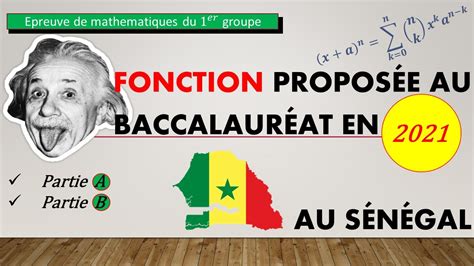 Epreuve de mathematiques du 1er groupe
(x + a)^n = ∑_{k=0}^{n} (n k) x^k a^{n-k}
FONCTION PROPOSÉE AU
BACCALAURÉAT EN 2021
✓ Partie A
✓ Partie B
AU SÉNÉGAL